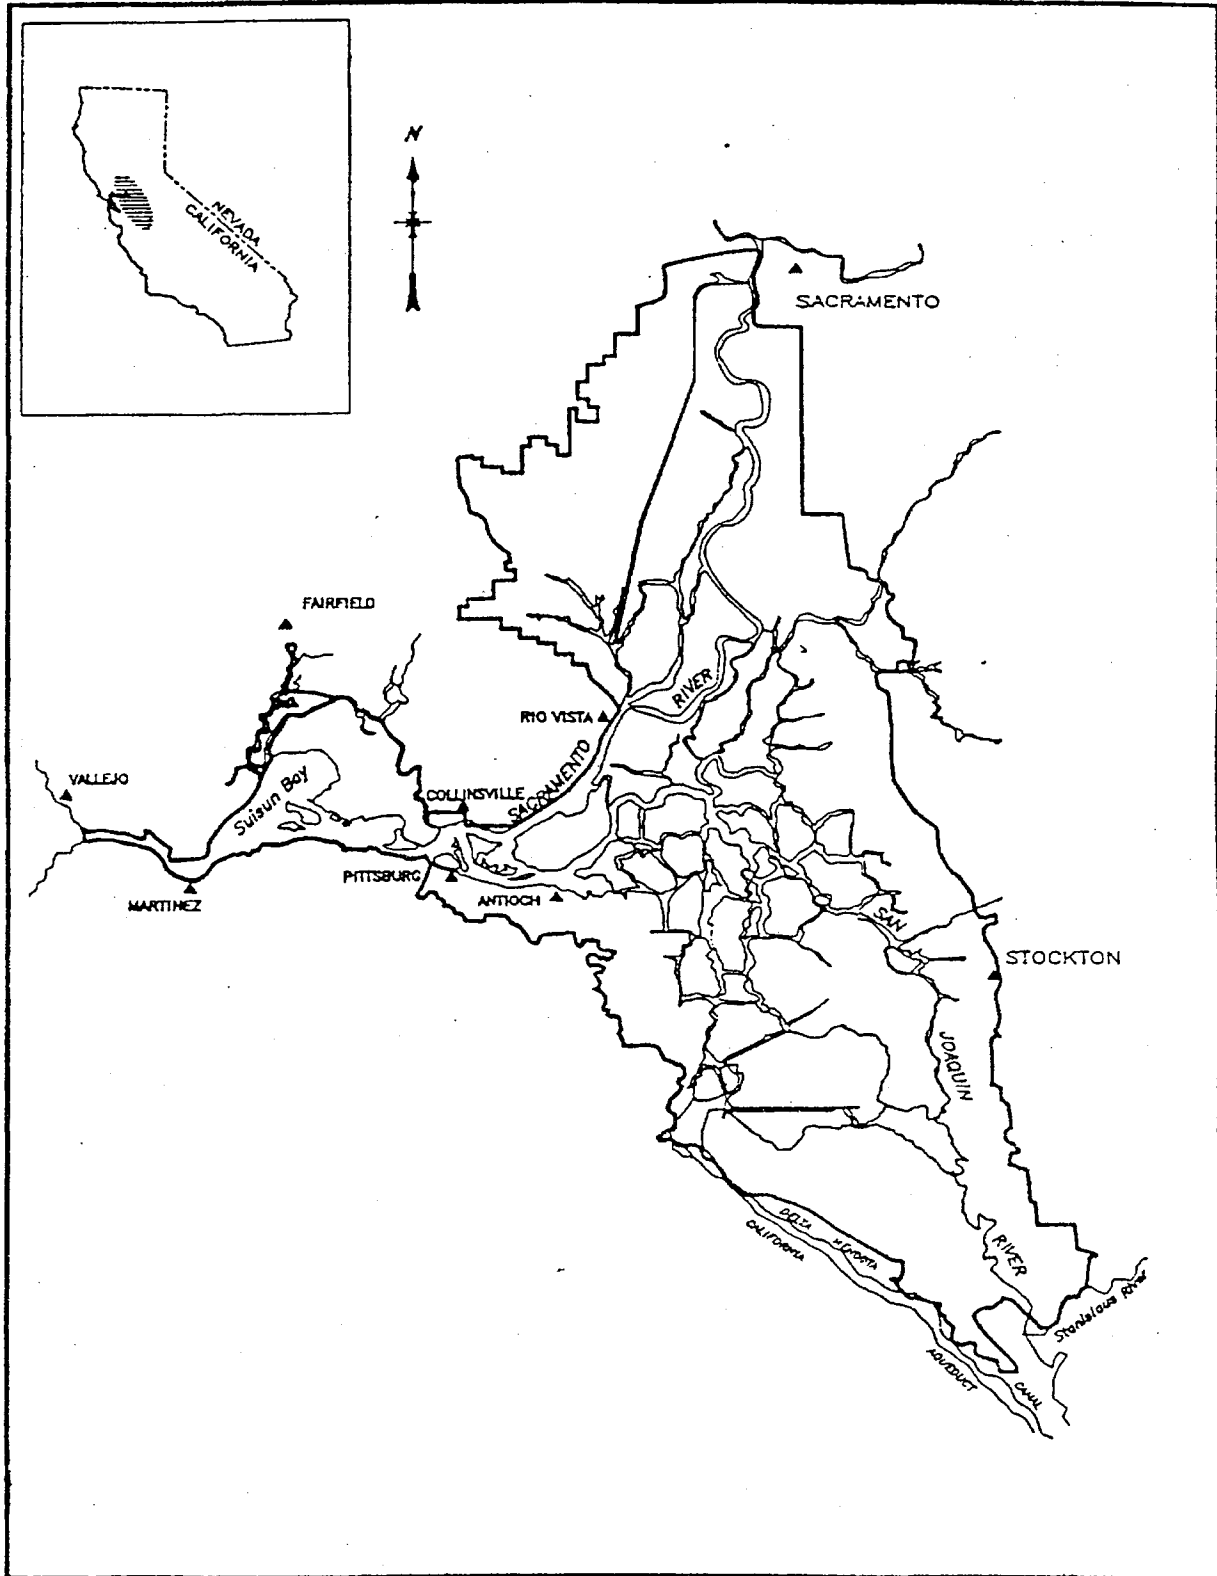 NEVADA
CALIFORNIA
N
SACRAMENTO
FAIRFIELD
RIVER
RIO VISTA
SACRAMENTO
VALLEJO
Suisun Bay
COLLINSVILLE
PITTSBURG
ANTIOCH
MARTINEZ
SAN
STOCKTON
JOAQUIN
RIVER
DELTA MENDOTA
CALIFORNIA
Stanislaus River
AQUEDUCT
CANAL